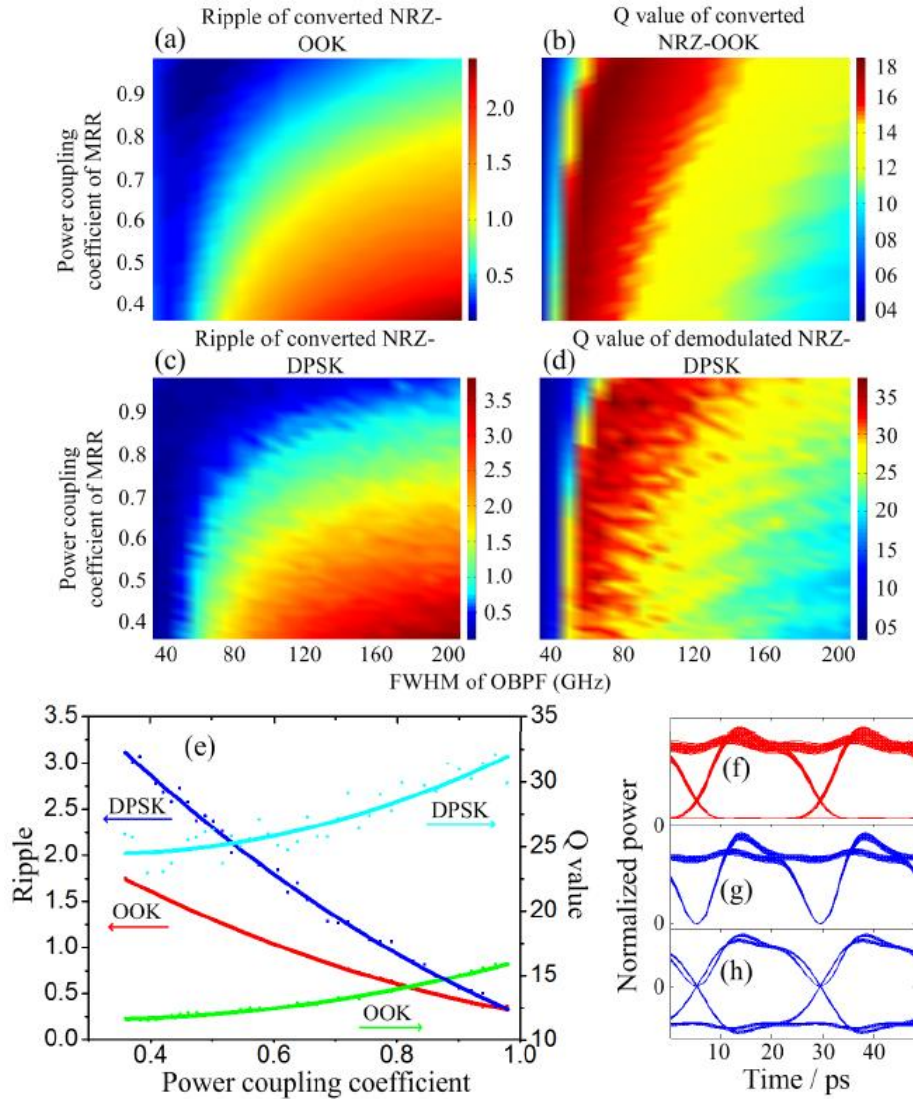 (a)
Ripple of converted NRZ-
OOK
Power coupling
coefficient of MRR
0.9
0.8
0.7
0.6
0.5
0.4
2.0
1.5
1.0
0.5
(b)
Q value of converted
NRZ-OOK
18
16
14
12
10
08
06
04
(c)
Ripple of converted NRZ-
DPSK
Power coupling
coefficient of MRR
0.9
0.8
0.7
0.6
0.5
0.4
3.5
3.0
2.5
2.0
1.5
1.0
0.5
40 80 120 160 200
(d)
Q value of demodulated NRZ-
DPSK
35
30
25
20
15
10
05
40 80 120 160 200
FWHM of OBPF (GHz)
(e)
Ripple
3.5
3.0
2.5
2.0
1.5
1.0
0.5
0.0
DPSK
OOK
DPSK
OOK
35
30
25
20
15
10
Q value
0.4 0.6 0.8 1.0
Power coupling coefficient
Normalized power
(f)
0
(g)
0
(h)
0
10 30 40
Time / ps